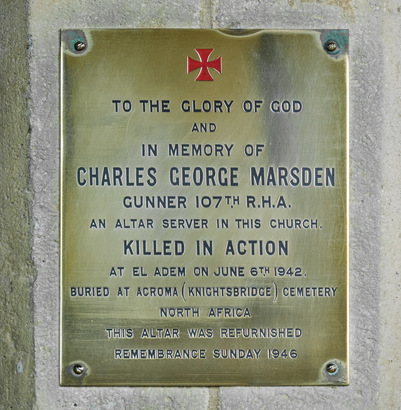 TO THE GLORY OF GOD
AND
IN MEMORY OF
CHARLES GEORGE MARSDEN
GUNNER 107TH R.H.A.
AN ALTAR SERVER IN THIS CHURCH.
KILLED IN ACTION
AT EL ADEM ON JUNE 6TH 1942.
BURIED AT ACROMA (KNIGHTSBRIDGE) CEMETERY
NORTH AFRICA
THIS ALTAR WAS REFURNISHED
REMEMBRANCE SUNDAY 1946